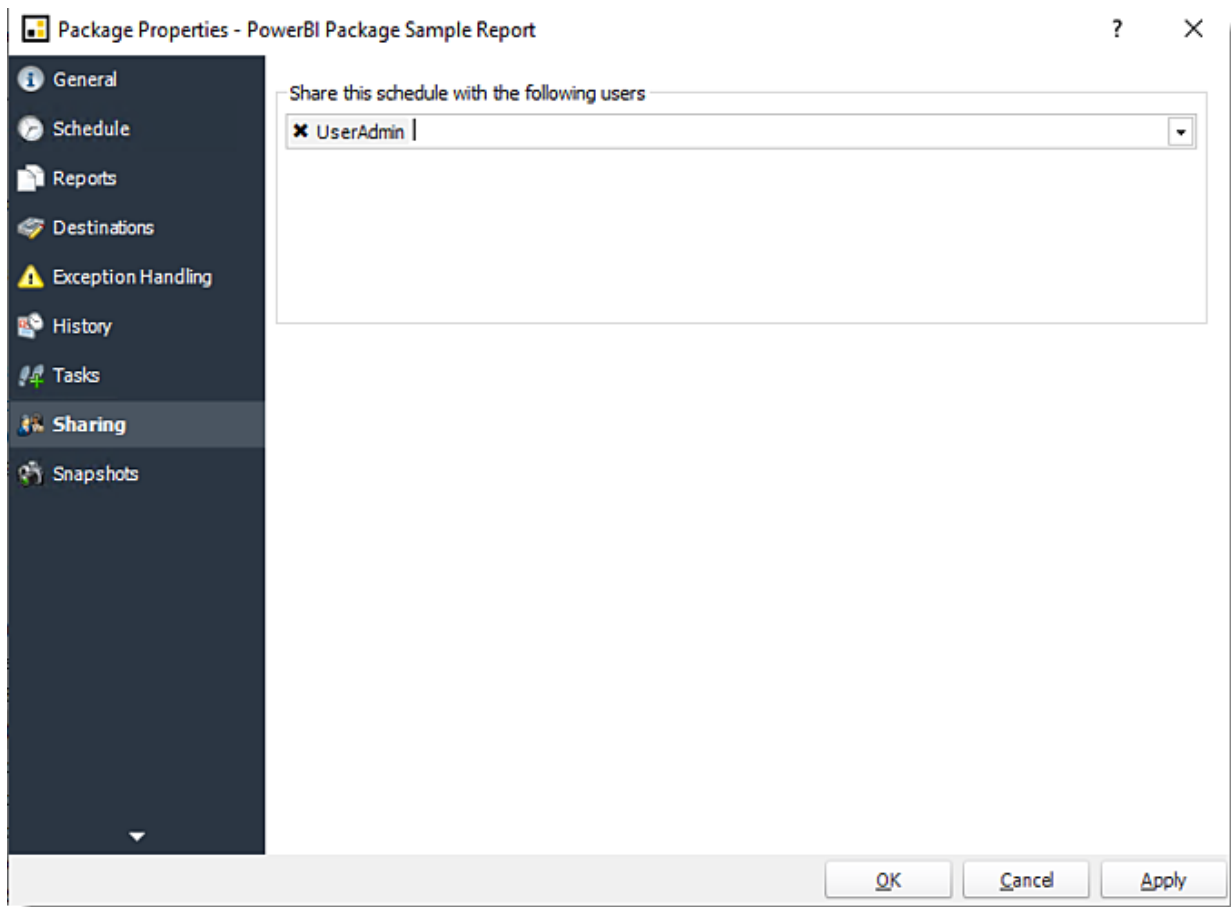 Package Properties - PowerBI Package Sample Report
?
General
Schedule
Reports
Destinations
Exception Handling
History
Tasks
Sharing
Snapshots
Share this schedule with the following users
UserAdmin
OK
Cancel
Apply